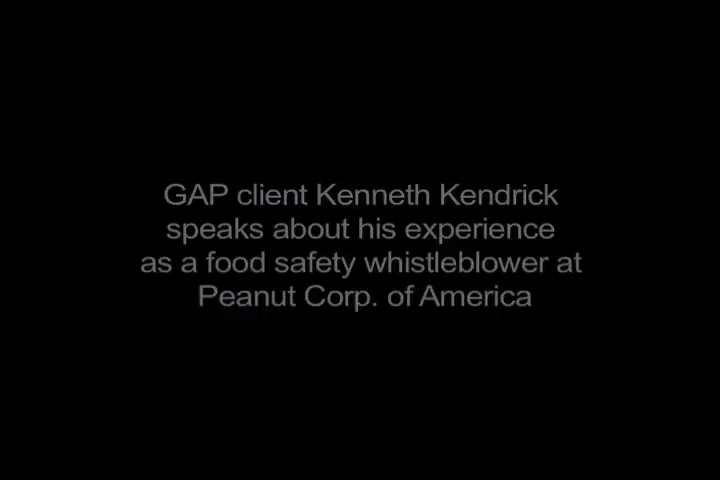 GAP client Kenneth Kendrick
speaks about his experience
as a food safety whistleblower at
Peanut Corp. of America